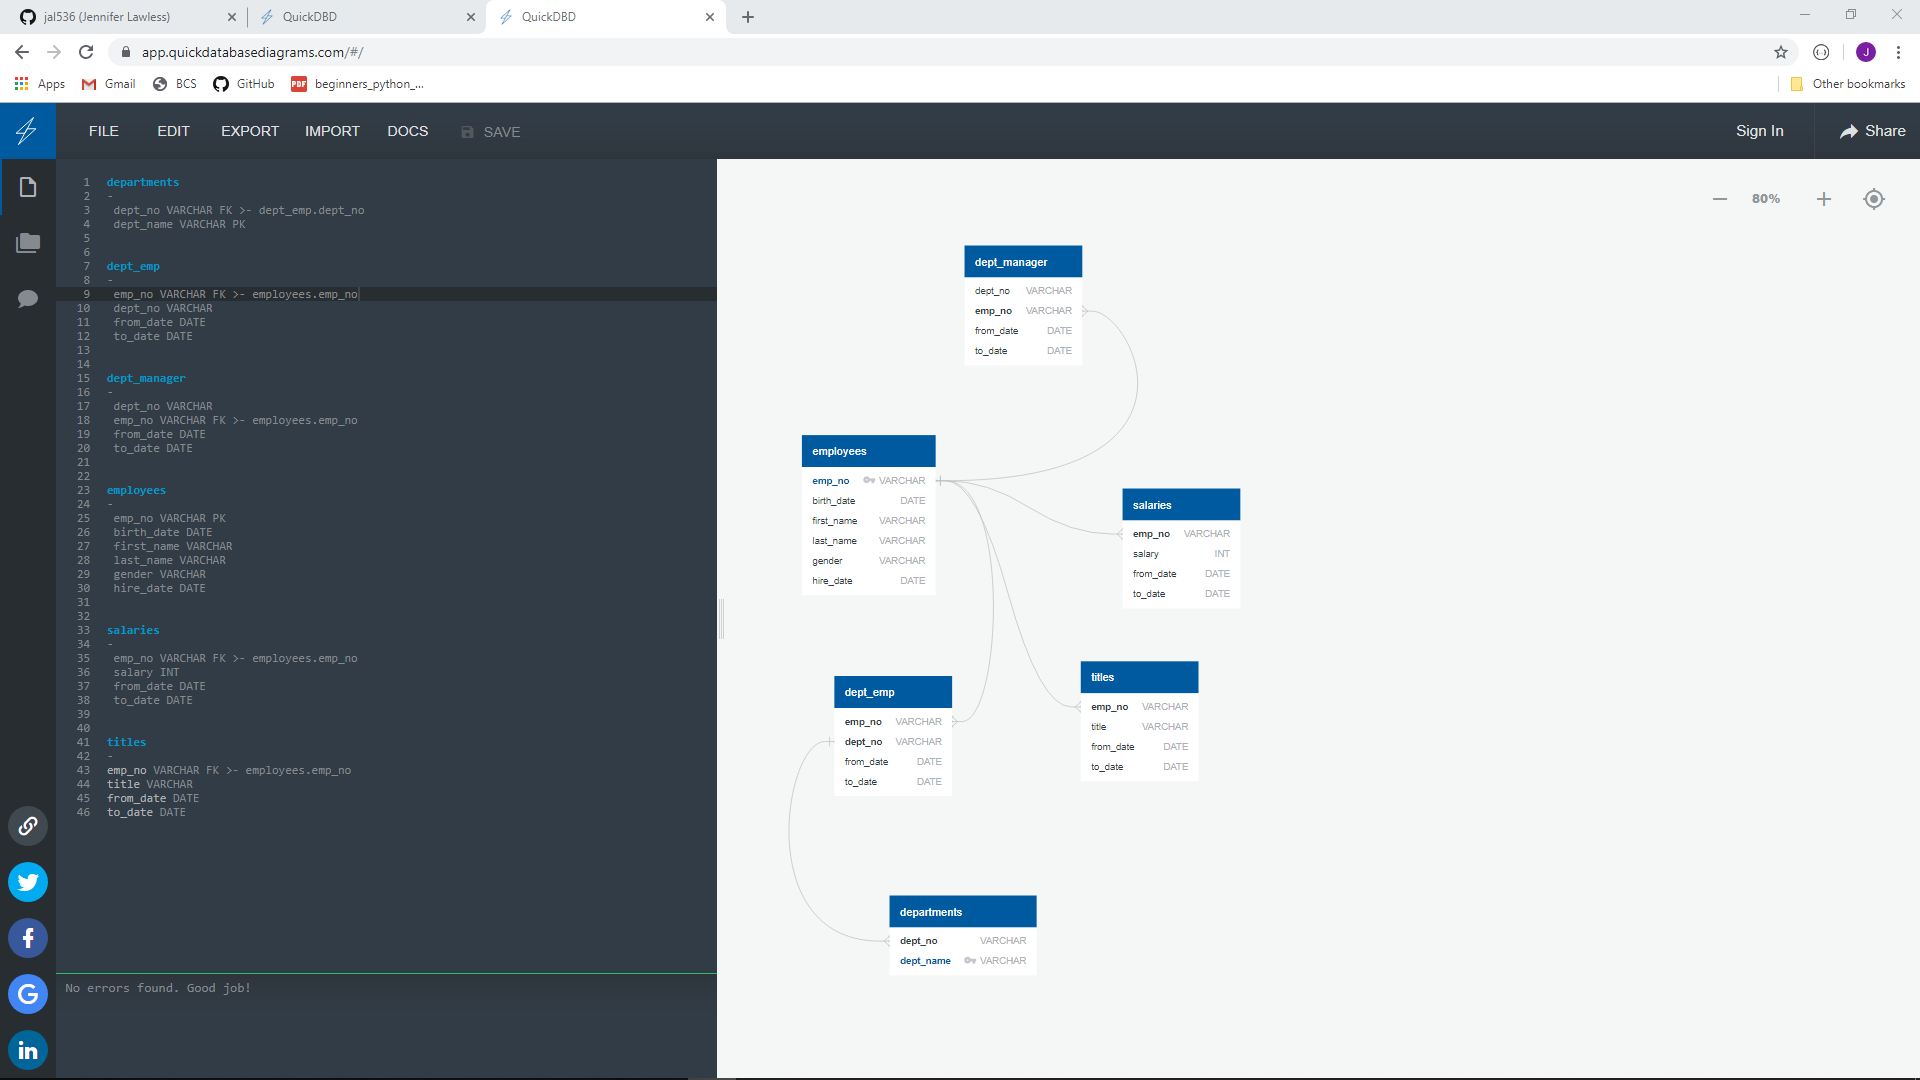 jal536 (Jennifer Lawless)
QuickDBD
QuickDBD
app.quickdatabasediagrams.com/#/
J
Apps
Gmail
BCS
GitHub
PDF
beginners_python_...
Other bookmarks
FILE
EDIT
EXPORT
IMPORT
DOCS
SAVE
Sign In
Share
1 departments
2 -
3 dept_no VARCHAR FK >- dept_emp.dept_no
4 dept_name VARCHAR PK
5
6
7 dept_emp
8 -
9 emp_no VARCHAR FK >- employees.emp_no
10 dept_no VARCHAR
11 from_date DATE
12 to_date DATE
13
14
15 dept_manager
16 -
17 dept_no VARCHAR
18 emp_no VARCHAR FK >- employees.emp_no
19 from_date DATE
20 to_date DATE
21
22
23 employees
24 -
25 emp_no VARCHAR PK
26 birth_date DATE
27 first_name VARCHAR
28 last_name VARCHAR
29 gender VARCHAR
30 hire_date DATE
31
32
33 salaries
34 -
35 emp_no VARCHAR FK >- employees.emp_no
36 salary INT
37 from_date DATE
38 to_date DATE
39
40
41 titles
42 -
43 emp_no VARCHAR FK >- employees.emp_no
44 title VARCHAR
45 from_date DATE
46 to_date DATE
No errors found. Good job!
80%
dept_manager
dept_no VARCHAR
emp_no VARCHAR
from_date DATE
to_date DATE
employees
emp_no VARCHAR
birth_date DATE
first_name VARCHAR
last_name VARCHAR
gender VARCHAR
hire_date DATE
salaries
emp_no VARCHAR
salary INT
from_date DATE
to_date DATE
dept_emp
emp_no VARCHAR
dept_no VARCHAR
from_date DATE
to_date DATE
titles
emp_no VARCHAR
title VARCHAR
from_date DATE
to_date DATE
departments
dept_no VARCHAR
dept_name VARCHAR